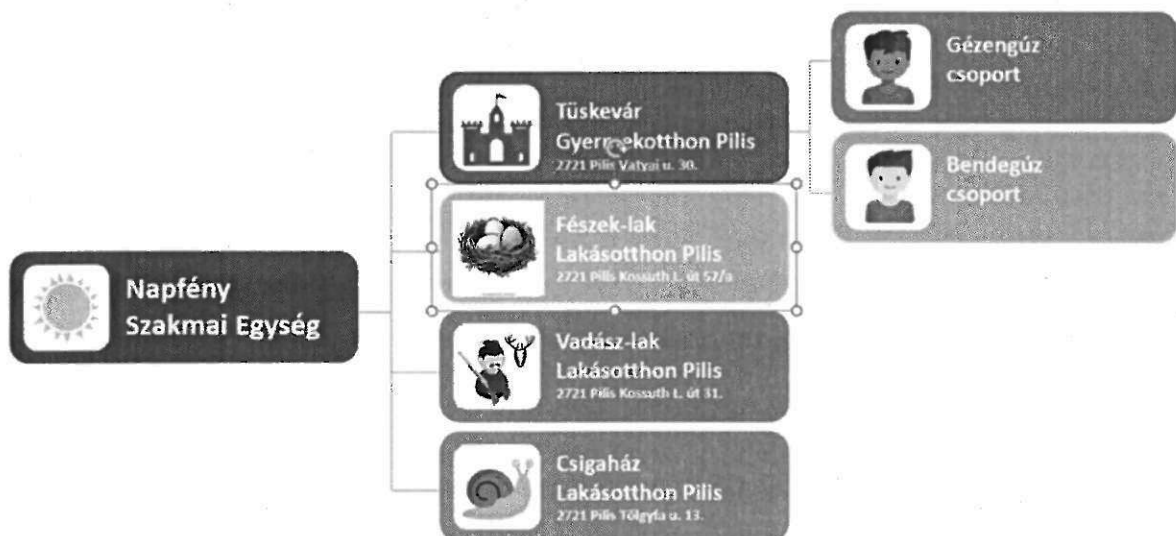 Napfény
Szakmai Egység
Tüskevár
Gyermekotthon Pilis
2721 Pilis Vatyai u. 30.
Fészek-lak
Lakásotthon Pilis
2721 Pilis Kossuth L. út 52/a
Vadász-lak
Lakásotthon Pilis
2721 Pilis Kossuth L. út 31.
Csigaház
Lakásotthon Pilis
2721 Pilis Tölgyfa u. 13.
Gézengúz
csoport
Bendegúz
csoport